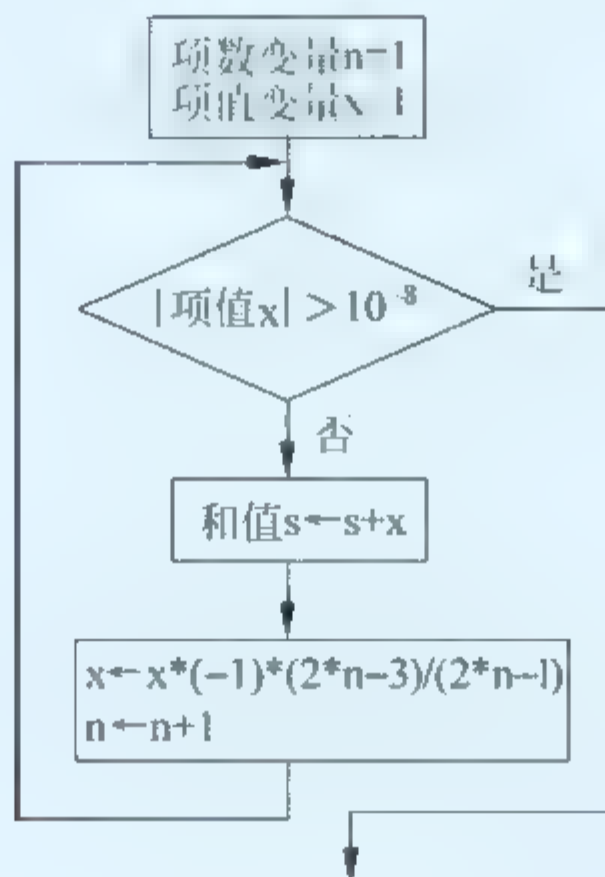 项数变量n=1
项值变量x=1
|项值x|>10⁻⁸
是
否
和值s←s+x
x←x*(-1)*(2*n-3)/(2*n-1)
n←n+1